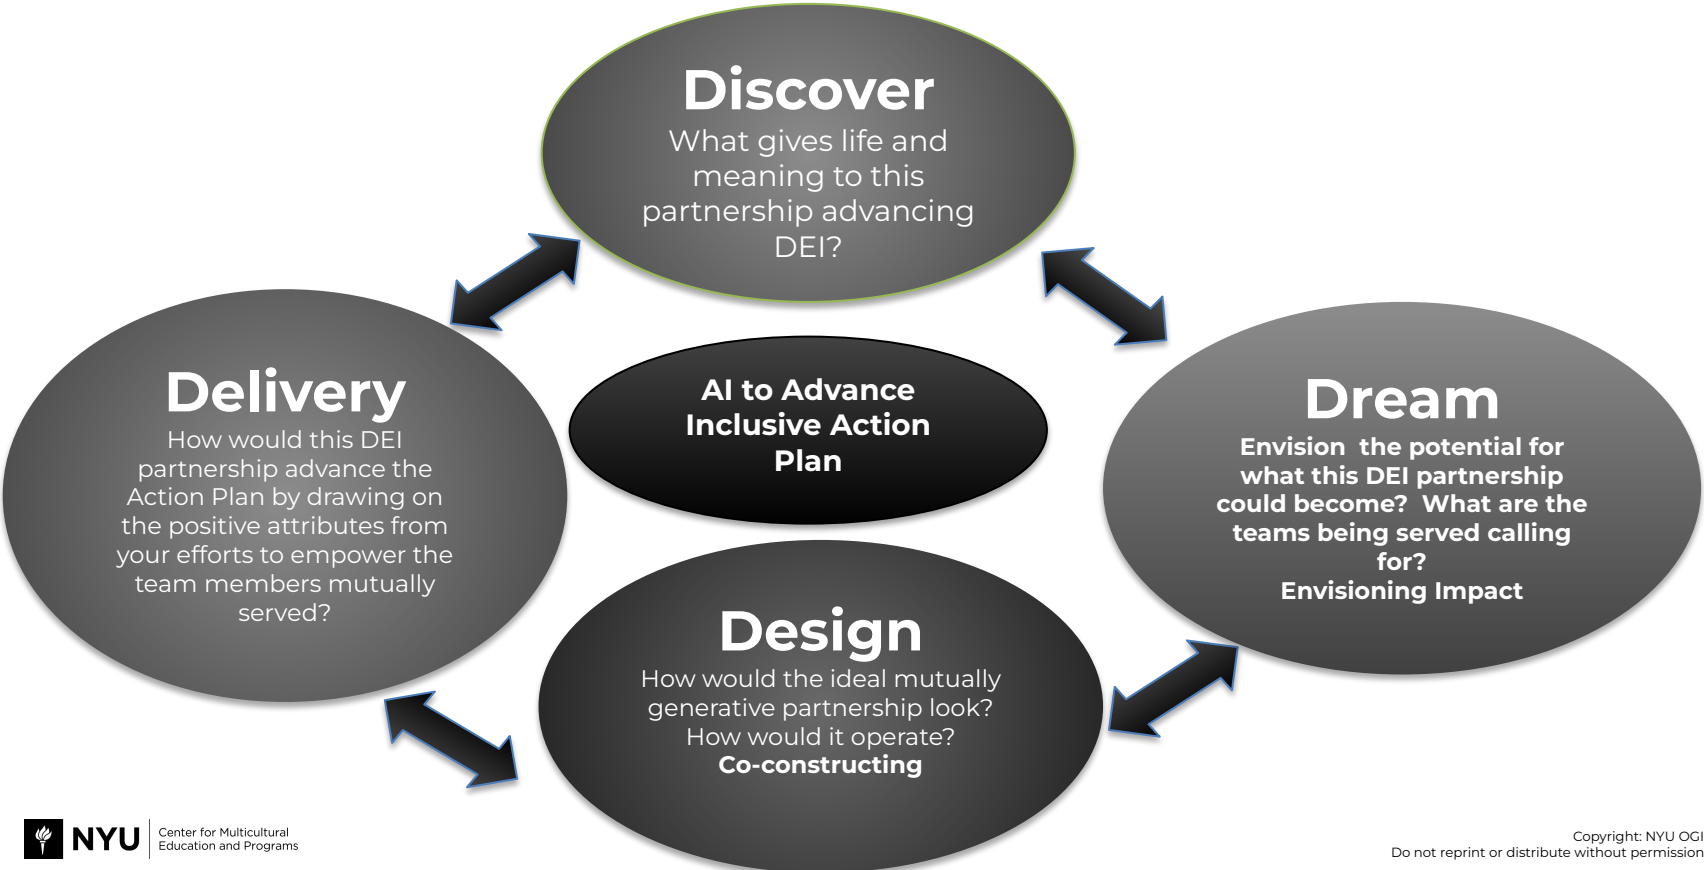 Discover
What gives life and
meaning to this
partnership advancing
DEI?
Delivery
How would this DEI
partnership advance the
Action Plan by drawing on
the positive attributes from
your efforts to empower the
team members mutually
served?
AI to Advance
Inclusive Action
Plan
Dream
Envision  the potential for
what this DEI partnership
could become?  What are the
teams being served calling
for?
Envisioning Impact
Design
How would the ideal mutually
generative partnership look?
How would it operate?
Co-constructing
NYU
Center for Multicultural
Education and Programs
Copyright: NYU OGI
Do not reprint or distribute without permission